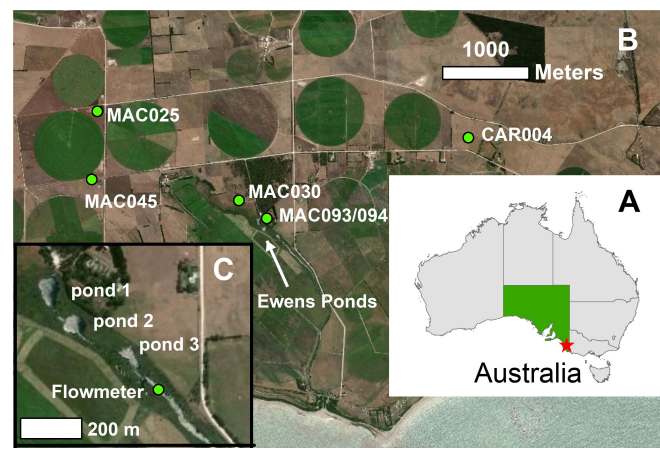 1000
Meters
B
MAC025
CAR004
MAC045
MAC030
MAC093/094
A
C
Ewens Ponds
pond 1
pond 2
pond 3
Flowmeter
Australia
200 m